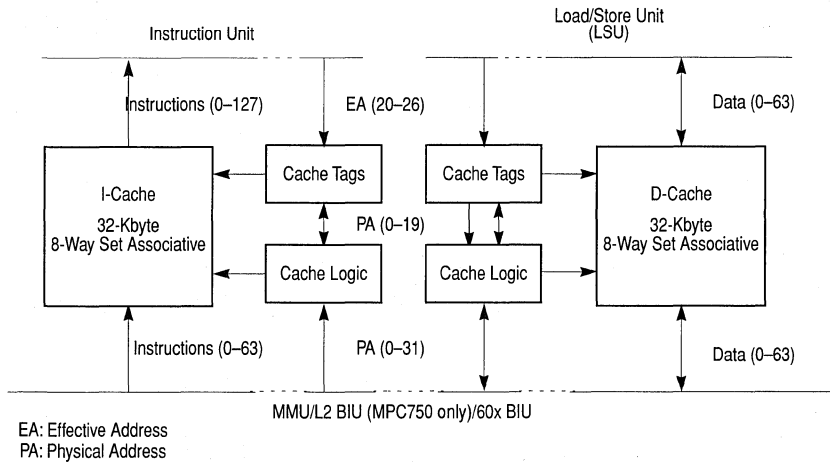 Instruction Unit
Load/Store Unit
(LSU)
Instructions (0–127)
EA (20–26)
Data (0–63)
I-Cache
32-Kbyte
8-Way Set Associative
Cache Tags
PA (0–19)
Cache Logic
Cache Tags
Cache Logic
D-Cache
32-Kbyte
8-Way Set Associative
Instructions (0–63)
PA (0–31)
Data (0–63)
MMU/L2 BIU (MPC750 only)/60x BIU
EA: Effective Address
PA: Physical Address